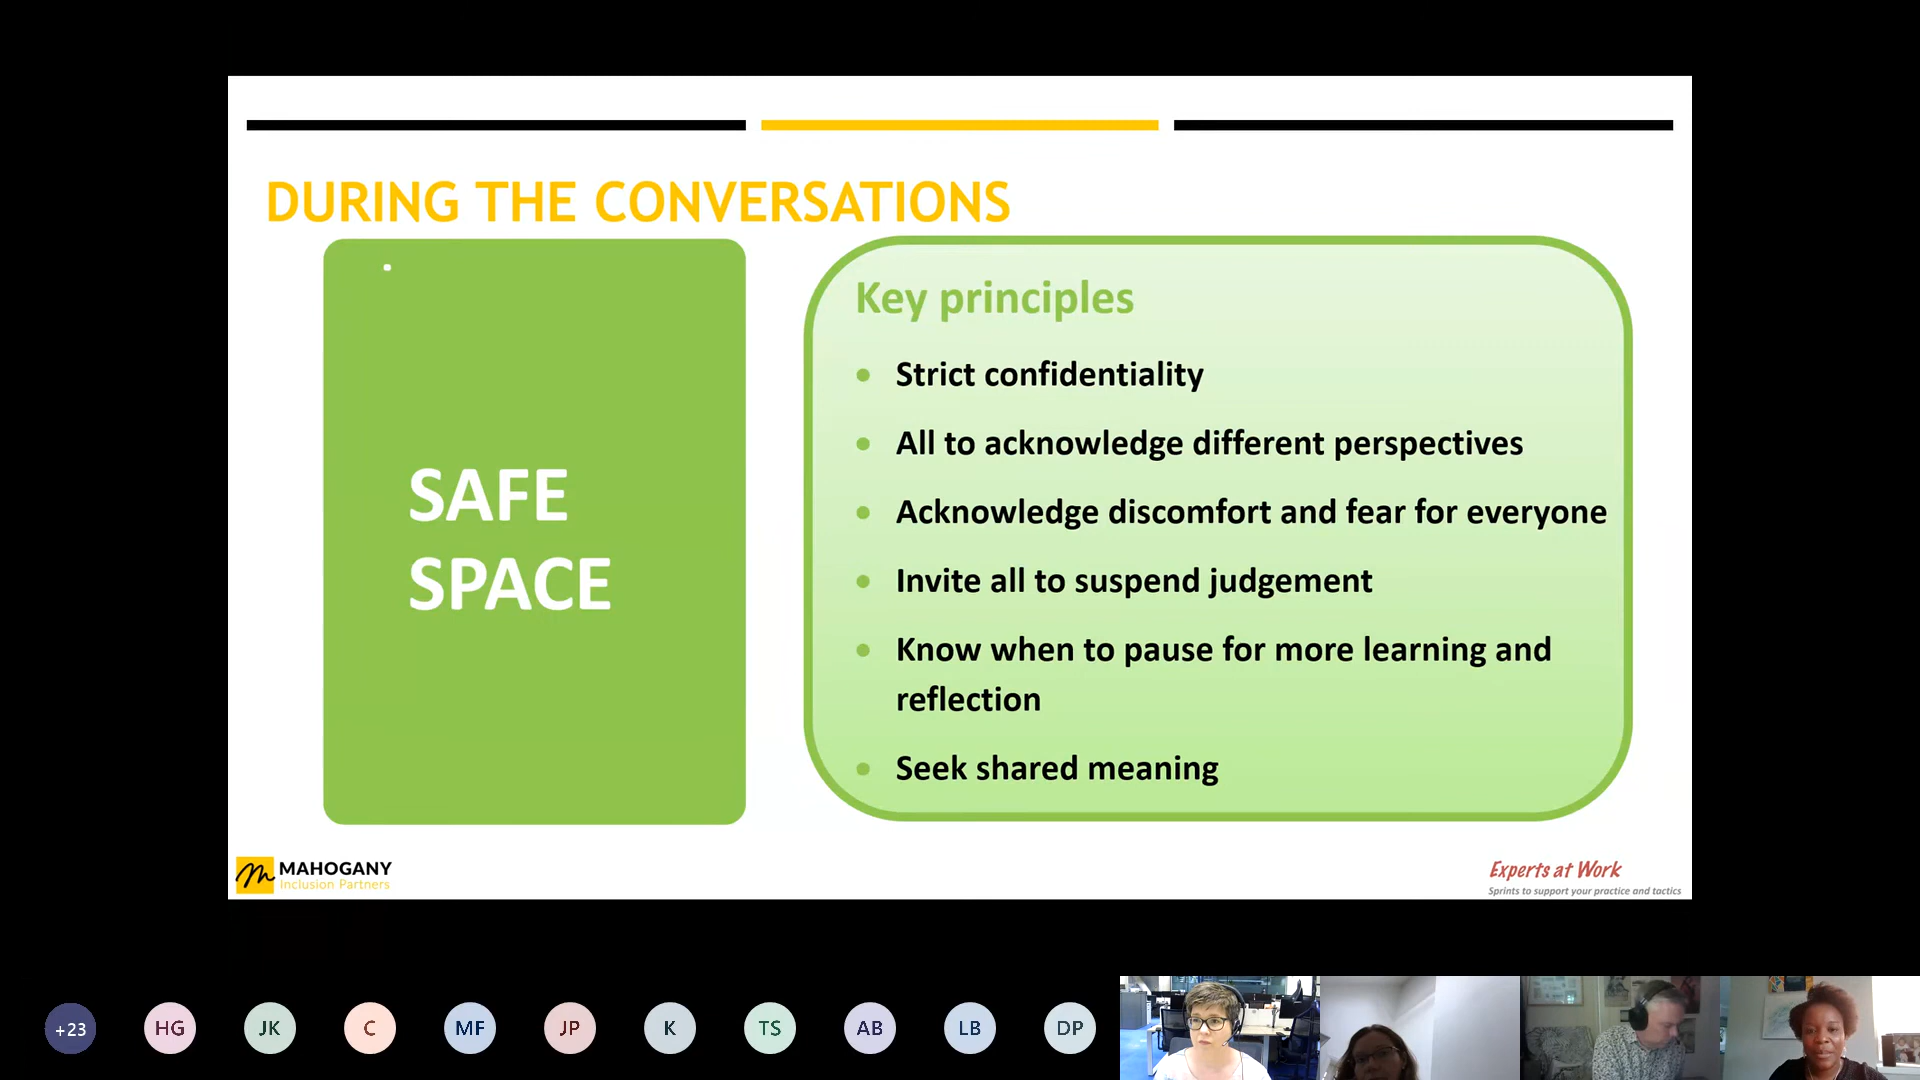 DURING THE CONVERSATIONS
SAFE
SPACE
Key principles
• Strict confidentiality
• All to acknowledge different perspectives
• Acknowledge discomfort and fear for everyone
• Invite all to suspend judgement
• Know when to pause for more learning and
reflection
• Seek shared meaning
MAHOGANY
Inclusion Partners
Experts at Work
Sprints to support your practice and tactics
+23
HG
JK
C
MF
JP
K
TS
AB
LB
DP